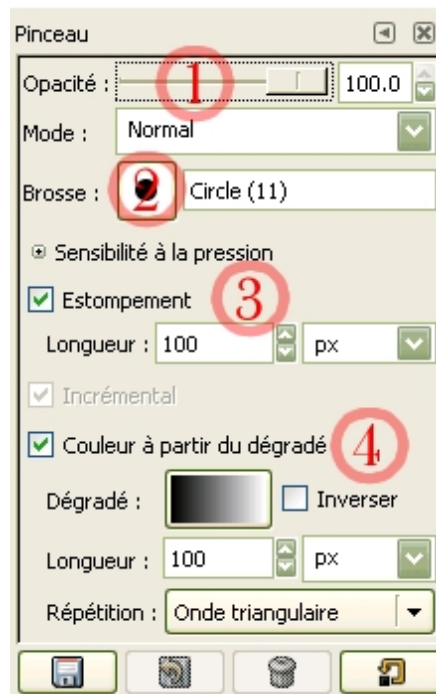 Pinceau
Opacité : 1 100.0
Mode : Normal
Brosse : 2 Circle (11)
Sensibilité à la pression
Estompement 3
Longueur : 100 px
Incrémental
Couleur à partir du dégradé 4
Dégradé : Inverser
Longueur : 100 px
Répétition : Onde triangulaire